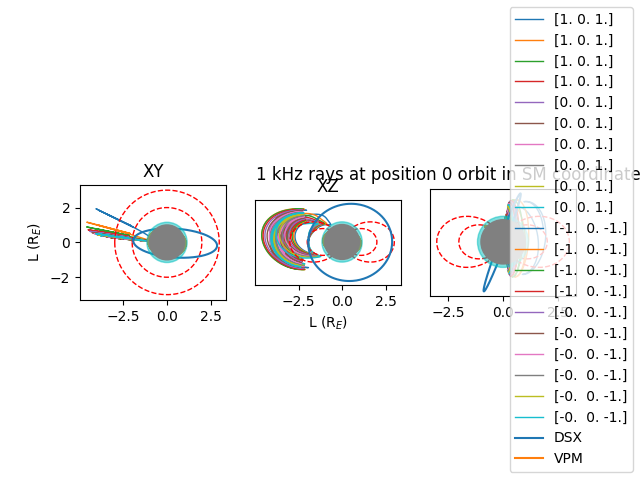 1 kHz rays at position 0 orbit in SM coordinate
XY
XZ
L (R_E)
2
0
−2
−2.5 0.0 2.5
−2.5 0.0 2.5
L (R_E)
−2.5 0.0 2.5
[1. 0. 1.]
[1. 0. 1.]
[1. 0. 1.]
[1. 0. 1.]
[0. 0. 1.]
[0. 0. 1.]
[0. 0. 1.]
[0. 0. 1.]
[0. 0. 1.]
[0. 0. 1.]
[-1. 0. -1.]
[-1. 0. -1.]
[-1. 0. -1.]
[-1. 0. -1.]
[-0. 0. -1.]
[-0. 0. -1.]
[-0. 0. -1.]
[-0. 0. -1.]
[-0. 0. -1.]
[-0. 0. -1.]
DSX
VPM